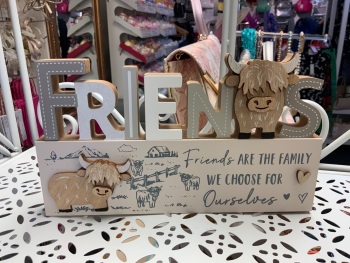 FRIENDS
Friends ARE THE FAMILY
WE CHOOSE FOR
Ourselves